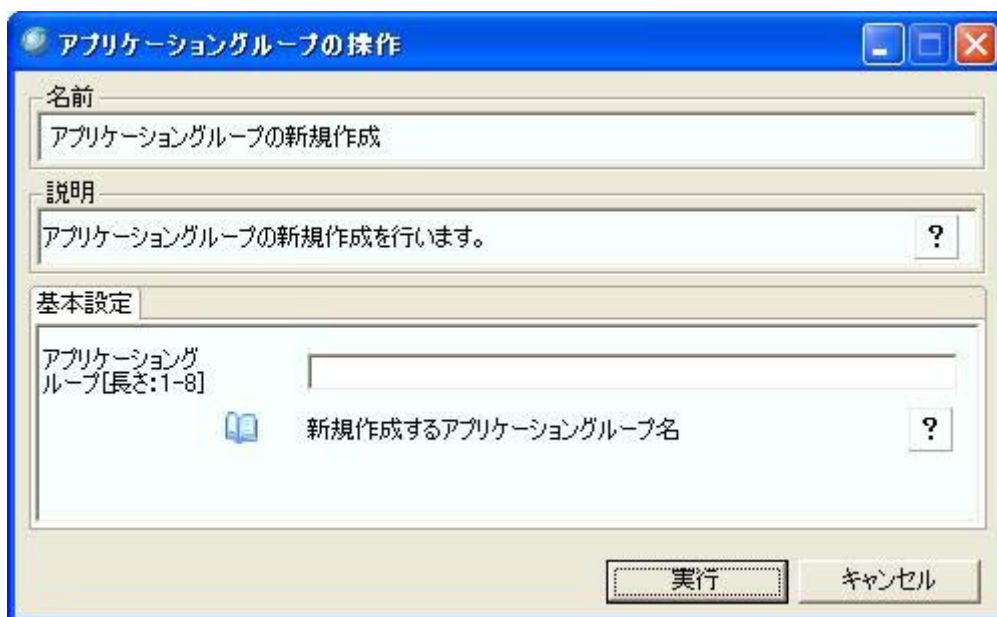 アプリケーショングループの操作
名前
アプリケーショングループの新規作成
説明
アプリケーショングループの新規作成を行います。
?
基本設定
アプリケーショング
ループ[長さ:1-8]
新規作成するアプリケーショングループ名
?
実行
キャンセル